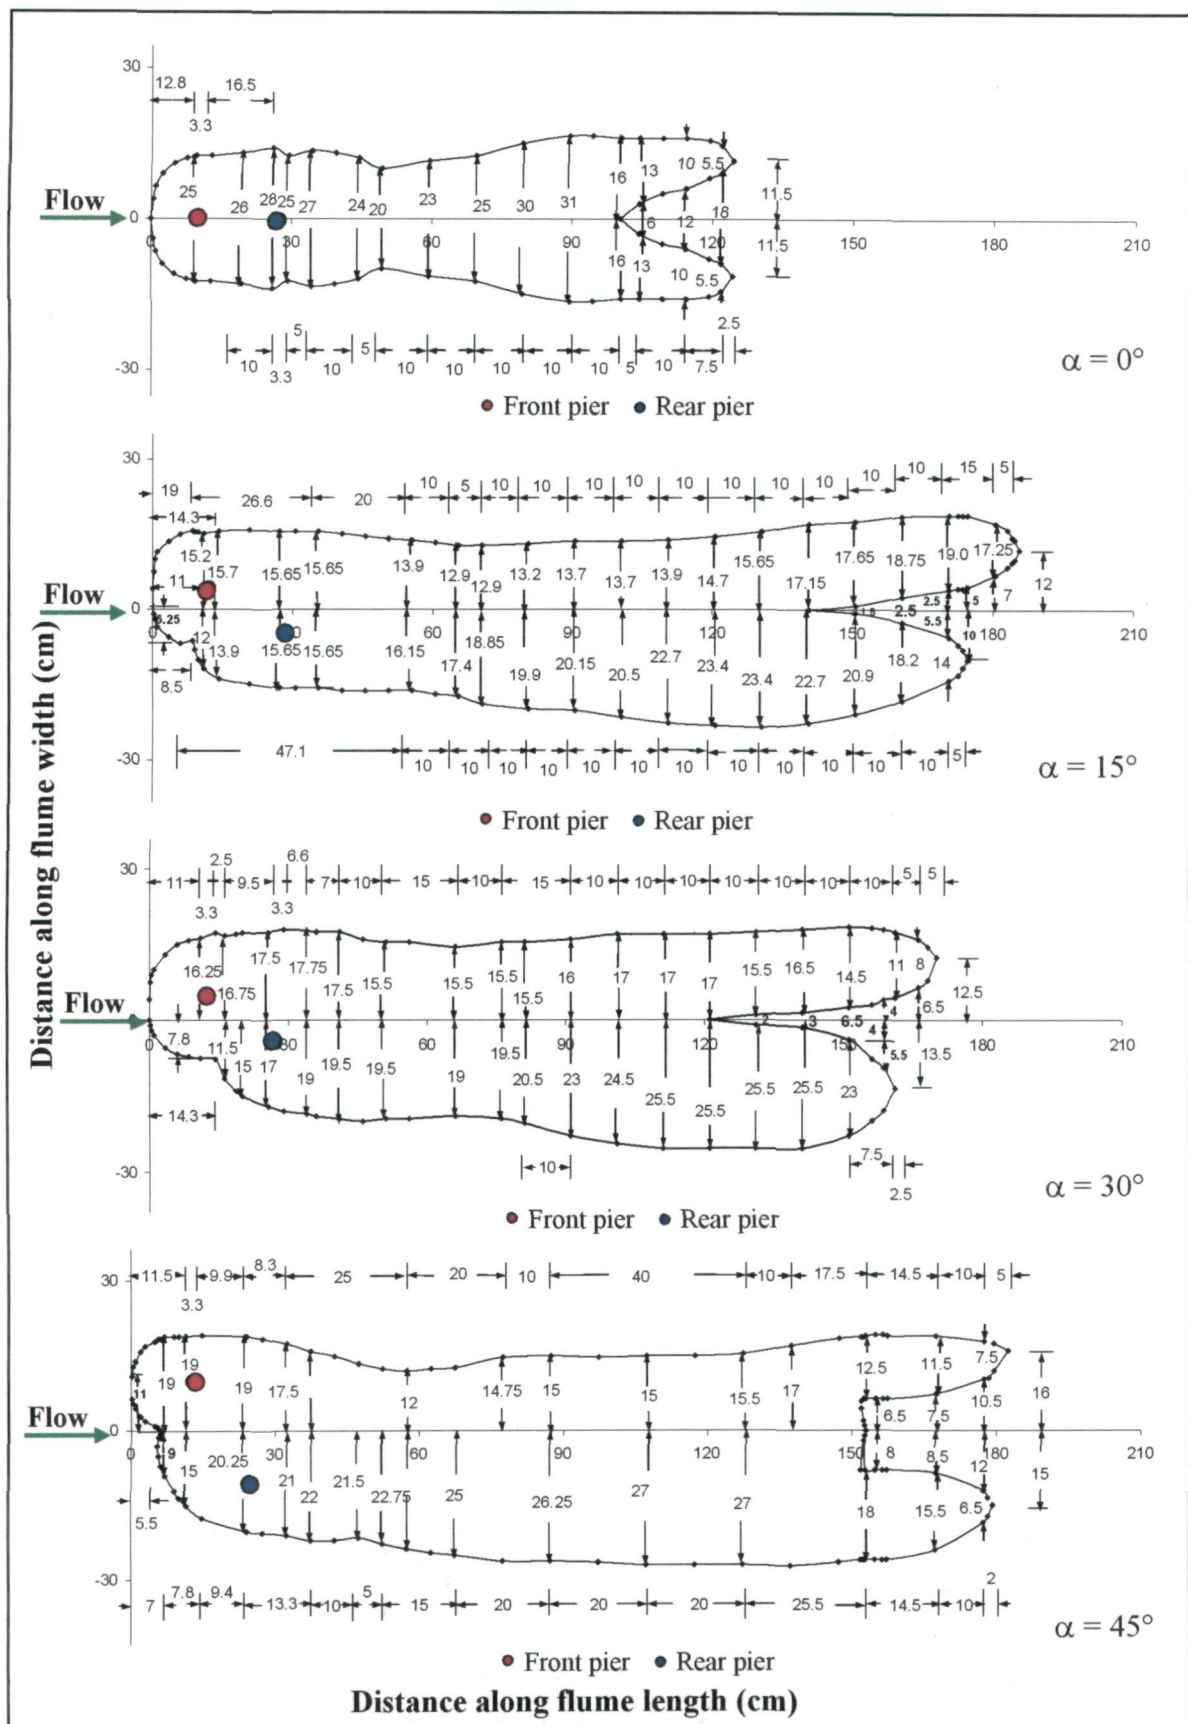 30
12.8 16.5
3.3
Flow
25 26 28 25 27 24 20 23 25 30 31 16 13 10 5.5
0
0 30 60 90 6 12 120 18 150 180 210
11.5
11.5
16 13 10 5.5
2.5
5 5
10 3.3 10 10 10 10 10 10 5 10 7.5
-30
α = 0°
Front pier Rear pier
30
19 26.6 20 10 5 10 10 10 10 10 10 10 10 10 15 5
14.3
15.2 15.7 15.65 15.65 13.9 12.9 12.9 13.2 13.7 13.7 13.9 14.7 15.65 17.15 17.65 18.75 19.0 17.25
11
12
Flow
0
2.5 5 7
1.5 2.5 5.5 10
0 60 90 120 150 180 210
6.25
12 13.9 15.65 15.65 16.15 17.4 18.85 19.9 20.15 20.5 22.7 23.4 23.4 22.7 20.9 18.2 14
8.5
47.1 10 10 10 10 10 10 10 10 10 10 10 5
-30
α = 15°
Front pier Rear pier
Distance along flume width (cm)
30
11 2.5 9.5 6.6 7 10 15 10 15 10 10 10 10 10 10 5 5
3.3 3.3
16.25 16.75 17.5 17.75 17.5 15.5 15.5 15.5 15.5 16 17 17 17 15.5 16.5 14.5 11 8
12.5
6.5
4
Flow
0
2 3 6.5 4
0 60 90 120 150 180 210
7.8
11.5 15 17 19 19.5 19.5 19 19.5 20.5 23 24.5 25.5 25.5 25.5 25.5 23 5.5 13.5
14.3
10 7.5
2.5
-30
α = 30°
Front pier Rear pier
30
11.5 9.9 8.3 25 20 10 40 10 17.5 14.5 10 5
3.3
19 19 19 17.5 15 12 14.75 15 15 15.5 17 12.5 11.5 7.5
11
6.5 7.5 10.5 16
Flow
0
0 30 90 120 150 180 210
9 15 20.25 21 22 21.5 22.75 24 25 26.25 27 27 18 8 8.5 12 15
15.5 6.5
5.5
-30
2
7 7.8 9.4 13.3 10 5 15 20 20 20 25.5 14.5 10
α = 45°
Front pier Rear pier
Distance along flume length (cm)